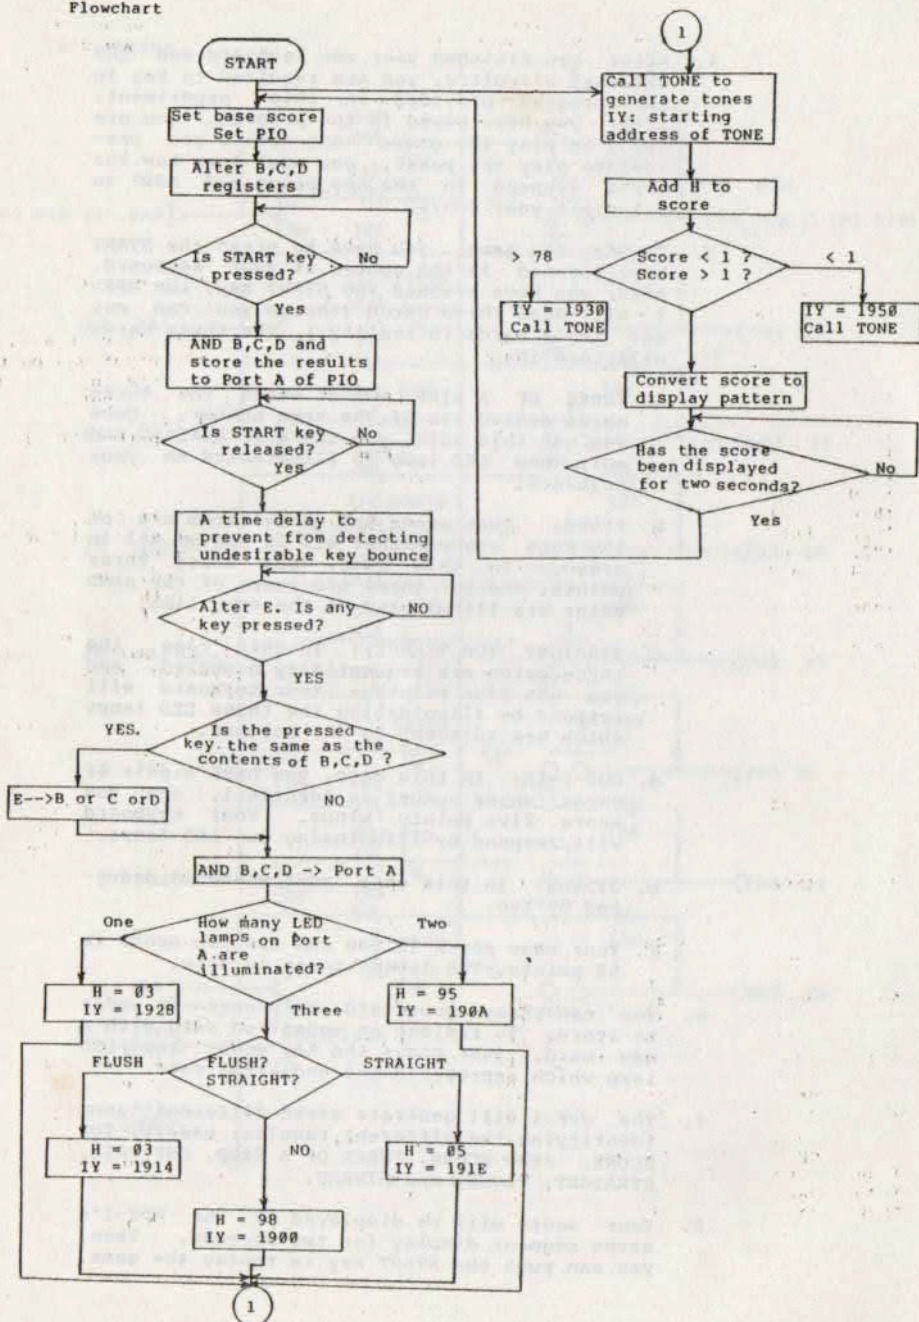 Flowchart
START
Set base score
Set PIO
Alter B,C,D
registers
Is START key
pressed?
No
Yes
AND B,C,D and
store the results
to Port A of PIO
Is START key
released?
No
Yes
A time delay to
prevent from detecting
undesirable key bounce
Alter E. Is any
key pressed?
NO
YES
Is the pressed
key the same as the
contents of B,C,D ?
YES.
E-->B or C orD
NO
AND B,C,D -> Port A
How many LED
lamps on Port
A are
illuminated?
One
Two
Three
H = 03
IY = 192B
H = 95
IY = 190A
FLUSH?
STRAIGHT?
FLUSH
STRAIGHT
NO
H = 03
IY = 1914
H = 05
IY = 191E
H = 98
IY = 1900
1
1
Call TONE to
generate tones
IY: starting
address of TONE
Add H to
score
Score < 1 ?
Score > 1 ?
> 78
< 1
IY = 1930
Call TONE
IY = 1950
Call TONE
Convert score to
display pattern
Has the score
been displayed
for two seconds?
No
Yes